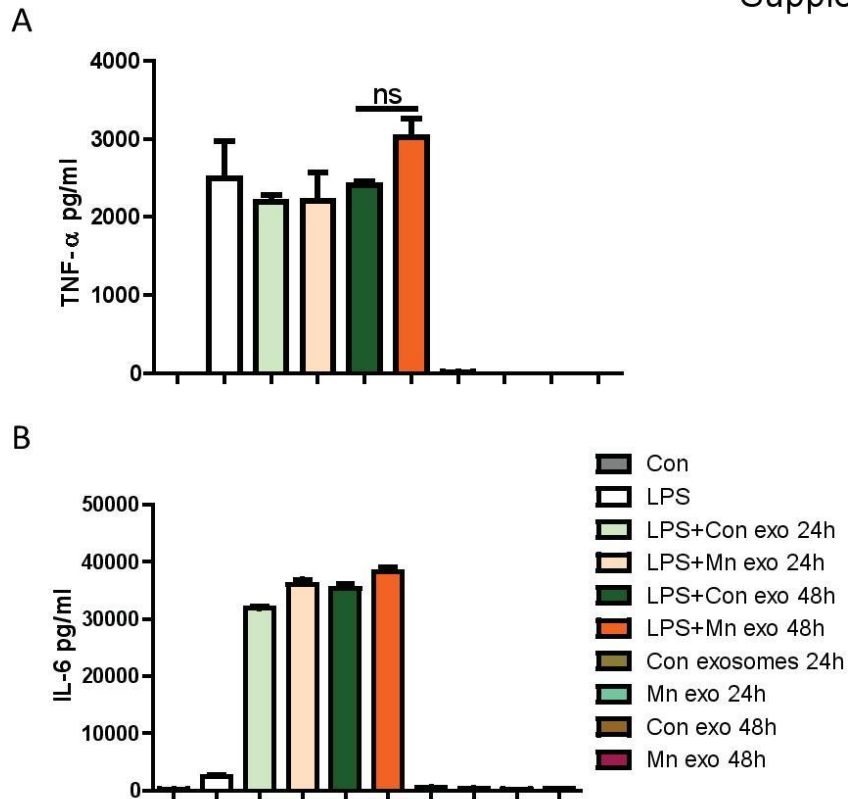 Supple
A
4000
3000
2000
1000
0
TNF-α pg/ml
ns
B
50000
40000
30000
20000
10000
0
IL-6 pg/ml
Con
LPS
LPS+Con exo 24h
LPS+Mn exo 24h
LPS+Con exo 48h
LPS+Mn exo 48h
Con exosomes 24h
Mn exo 24h
Con exo 48h
Mn exo 48h